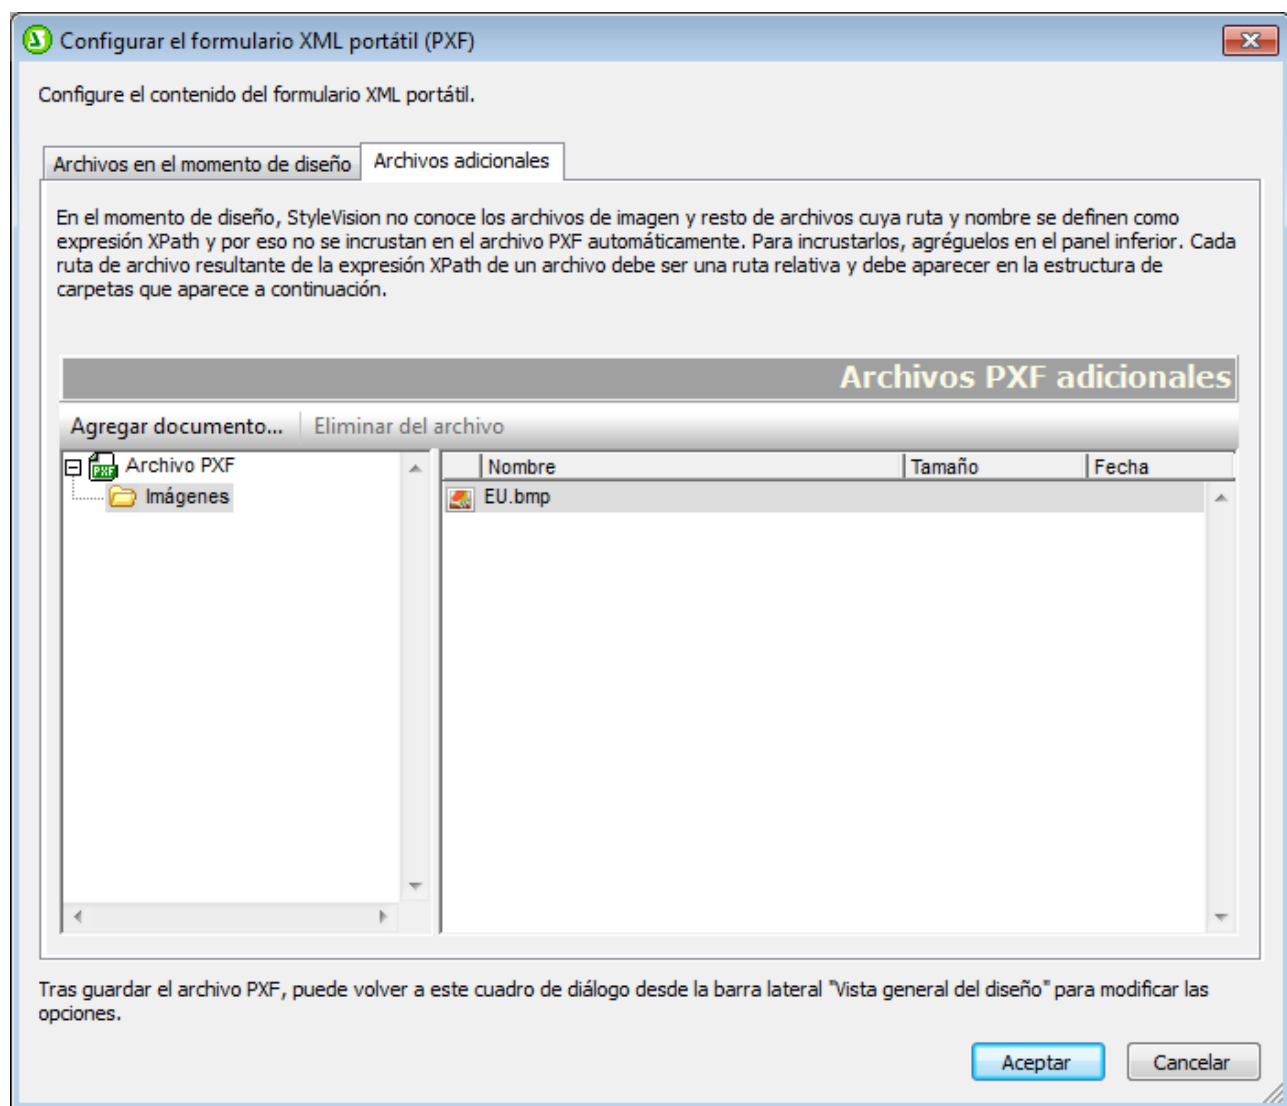 Configurar el formulario XML portátil (PXF)
Configure el contenido del formulario XML portátil.
Archivos en el momento de diseño
Archivos adicionales
En el momento de diseño, StyleVision no conoce los archivos de imagen y resto de archivos cuya ruta y nombre se definen como
expresión XPath y por eso no se incrustan en el archivo PXF automáticamente. Para incrustarlos, agréguelos en el panel inferior. Cada
ruta de archivo resultante de la expresión XPath de un archivo debe ser una ruta relativa y debe aparecer en la estructura de
carpetas que aparece a continuación.
Archivos PXF adicionales
Agregar documento... Eliminar del archivo
PXF Archivo PXF
Imágenes
Nombre Tamaño Fecha
EU.bmp
Tras guardar el archivo PXF, puede volver a este cuadro de diálogo desde la barra lateral "Vista general del diseño" para modificar las
opciones.
Aceptar Cancelar